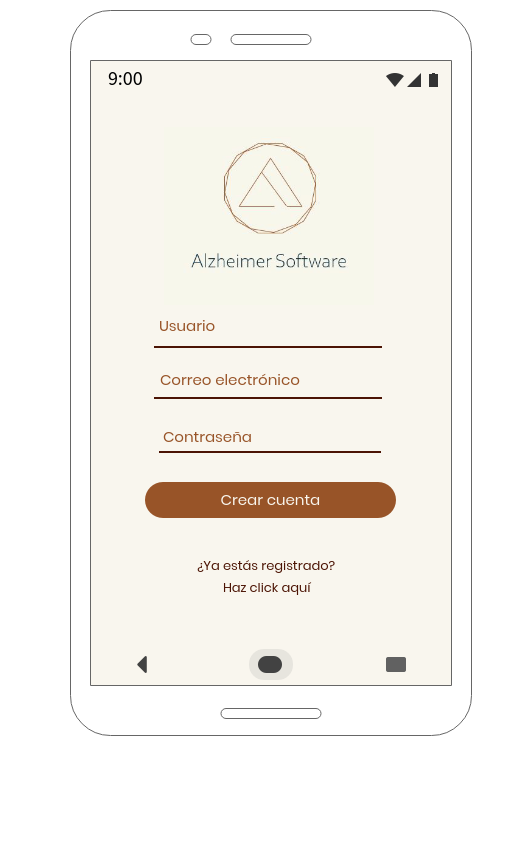 9:00
Alzheimer Software
Usuario
Correo electrónico
Contraseña
Crear cuenta
¿Ya estás registrado?
Haz click aquí